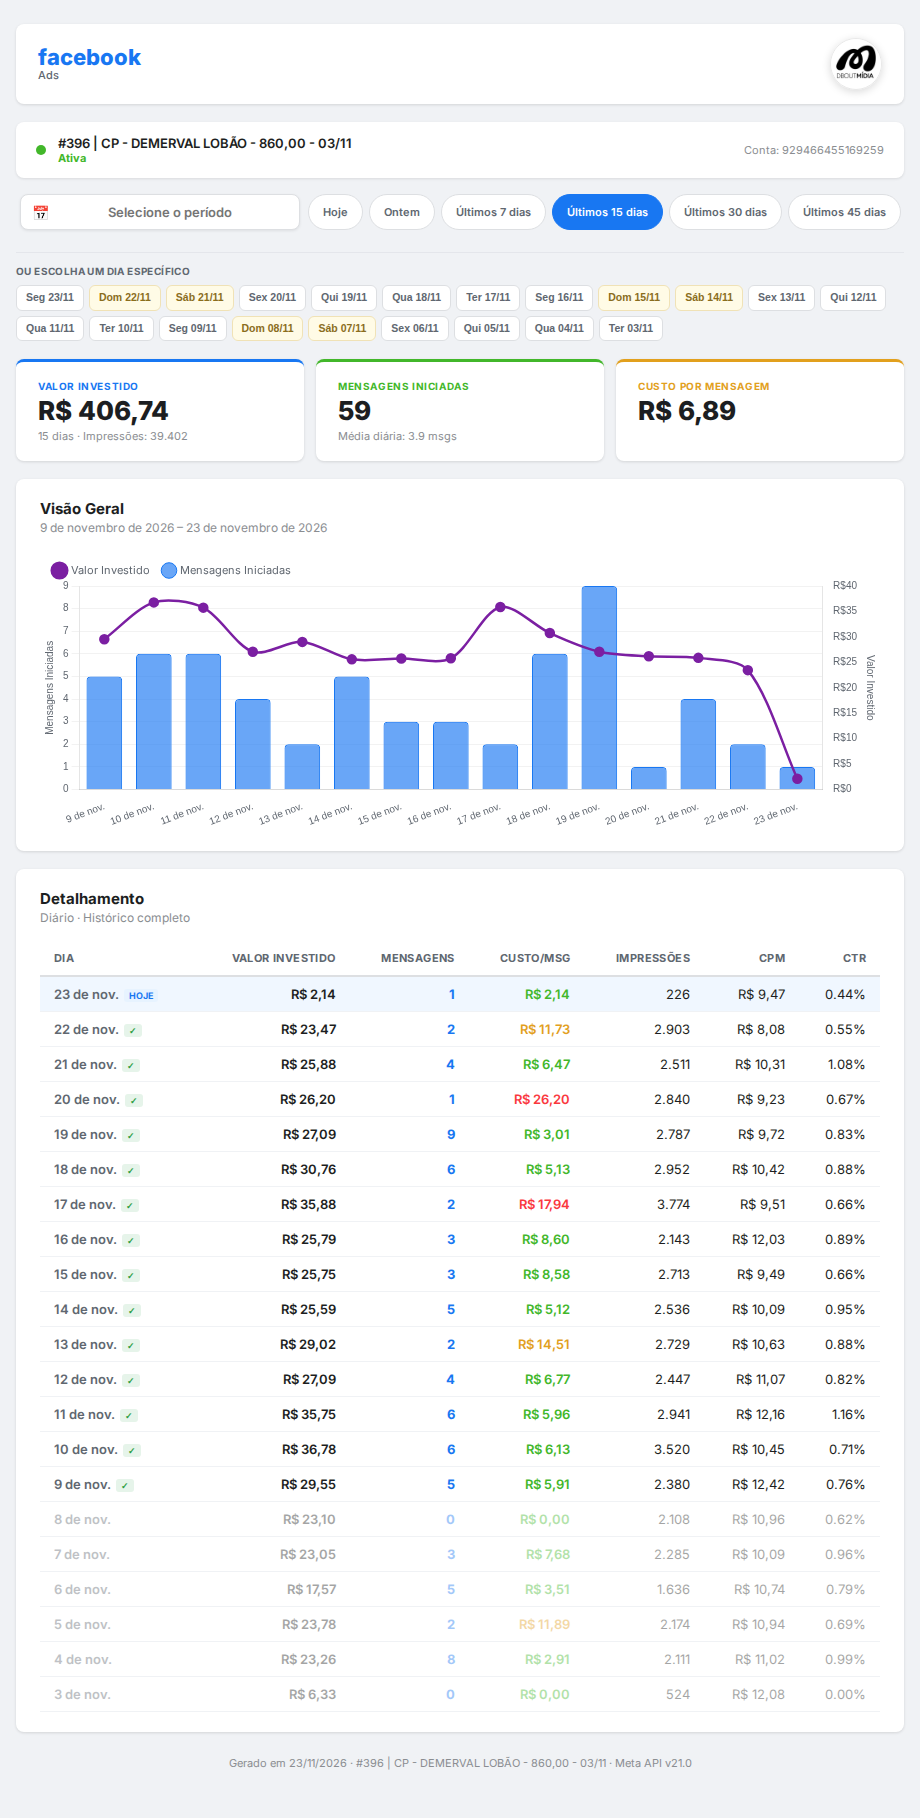 facebook
Ads
DBOUTMÍDIA
#396 | CP - DEMERVAL LOBÃO - 860,00 - 03/11
Ativa
Conta: 929466455169259
📅 Selecione o período Hoje Ontem Últimos 7 dias Últimos 15 dias Últimos 30 dias Últimos 45 dias
OU ESCOLHA UM DIA ESPECÍFICO
Seg 23/11 Dom 22/11 Sáb 21/11 Sex 20/11 Qui 19/11 Qua 18/11 Ter 17/11 Seg 16/11 Dom 15/11 Sáb 14/11 Sex 13/11 Qui 12/11
Qua 11/11 Ter 10/11 Seg 09/11 Dom 08/11 Sáb 07/11 Sex 06/11 Qui 05/11 Qua 04/11 Ter 03/11
VALOR INVESTIDO
R$ 406,74
15 dias · Impressões: 39.402
MENSAGENS INICIADAS
59
Média diária: 3.9 msgs
CUSTO POR MENSAGEM
R$ 6,89
Visão Geral
9 de novembro de 2026 – 23 de novembro de 2026
Valor Investido Mensagens Iniciadas
Mensagens Iniciadas
9
8
7
6
5
4
3
2
1
0
R$40
R$35
R$30
R$25
R$20
R$15
R$10
R$5
R$0
Valor Investido
9 de nov. 10 de nov. 11 de nov. 12 de nov. 13 de nov. 14 de nov. 15 de nov. 16 de nov. 17 de nov. 18 de nov. 19 de nov. 20 de nov. 21 de nov. 22 de nov. 23 de nov.
Detalhamento
Diário · Histórico completo
DIA VALOR INVESTIDO MENSAGENS CUSTO/MSG IMPRESSÕES CPM CTR
23 de nov. HOJE R$ 2,14 1 R$ 2,14 226 R$ 9,47 0.44%
22 de nov. ✓ R$ 23,47 2 R$ 11,73 2.903 R$ 8,08 0.55%
21 de nov. ✓ R$ 25,88 4 R$ 6,47 2.511 R$ 10,31 1.08%
20 de nov. ✓ R$ 26,20 1 R$ 26,20 2.840 R$ 9,23 0.67%
19 de nov. ✓ R$ 27,09 9 R$ 3,01 2.787 R$ 9,72 0.83%
18 de nov. ✓ R$ 30,76 6 R$ 5,13 2.952 R$ 10,42 0.88%
17 de nov. ✓ R$ 35,88 2 R$ 17,94 3.774 R$ 9,51 0.66%
16 de nov. ✓ R$ 25,79 3 R$ 8,60 2.143 R$ 12,03 0.89%
15 de nov. ✓ R$ 25,75 3 R$ 8,58 2.713 R$ 9,49 0.66%
14 de nov. ✓ R$ 25,59 5 R$ 5,12 2.536 R$ 10,09 0.95%
13 de nov. ✓ R$ 29,02 2 R$ 14,51 2.729 R$ 10,63 0.88%
12 de nov. ✓ R$ 27,09 4 R$ 6,77 2.447 R$ 11,07 0.82%
11 de nov. ✓ R$ 35,75 6 R$ 5,96 2.941 R$ 12,16 1.16%
10 de nov. ✓ R$ 36,78 6 R$ 6,13 3.520 R$ 10,45 0.71%
9 de nov. ✓ R$ 29,55 5 R$ 5,91 2.380 R$ 12,42 0.76%
8 de nov. R$ 23,10 0 R$ 0,00 2.108 R$ 10,96 0.62%
7 de nov. R$ 23,05 3 R$ 7,68 2.285 R$ 10,09 0.96%
6 de nov. R$ 17,57 5 R$ 3,51 1.636 R$ 10,74 0.79%
5 de nov. R$ 23,78 2 R$ 11,89 2.174 R$ 10,94 0.69%
4 de nov. R$ 23,26 8 R$ 2,91 2.111 R$ 11,02 0.99%
3 de nov. R$ 6,33 0 R$ 0,00 524 R$ 12,08 0.00%
Gerado em 23/11/2026 · #396 | CP - DEMERVAL LOBÃO - 860,00 - 03/11 · Meta API v21.0